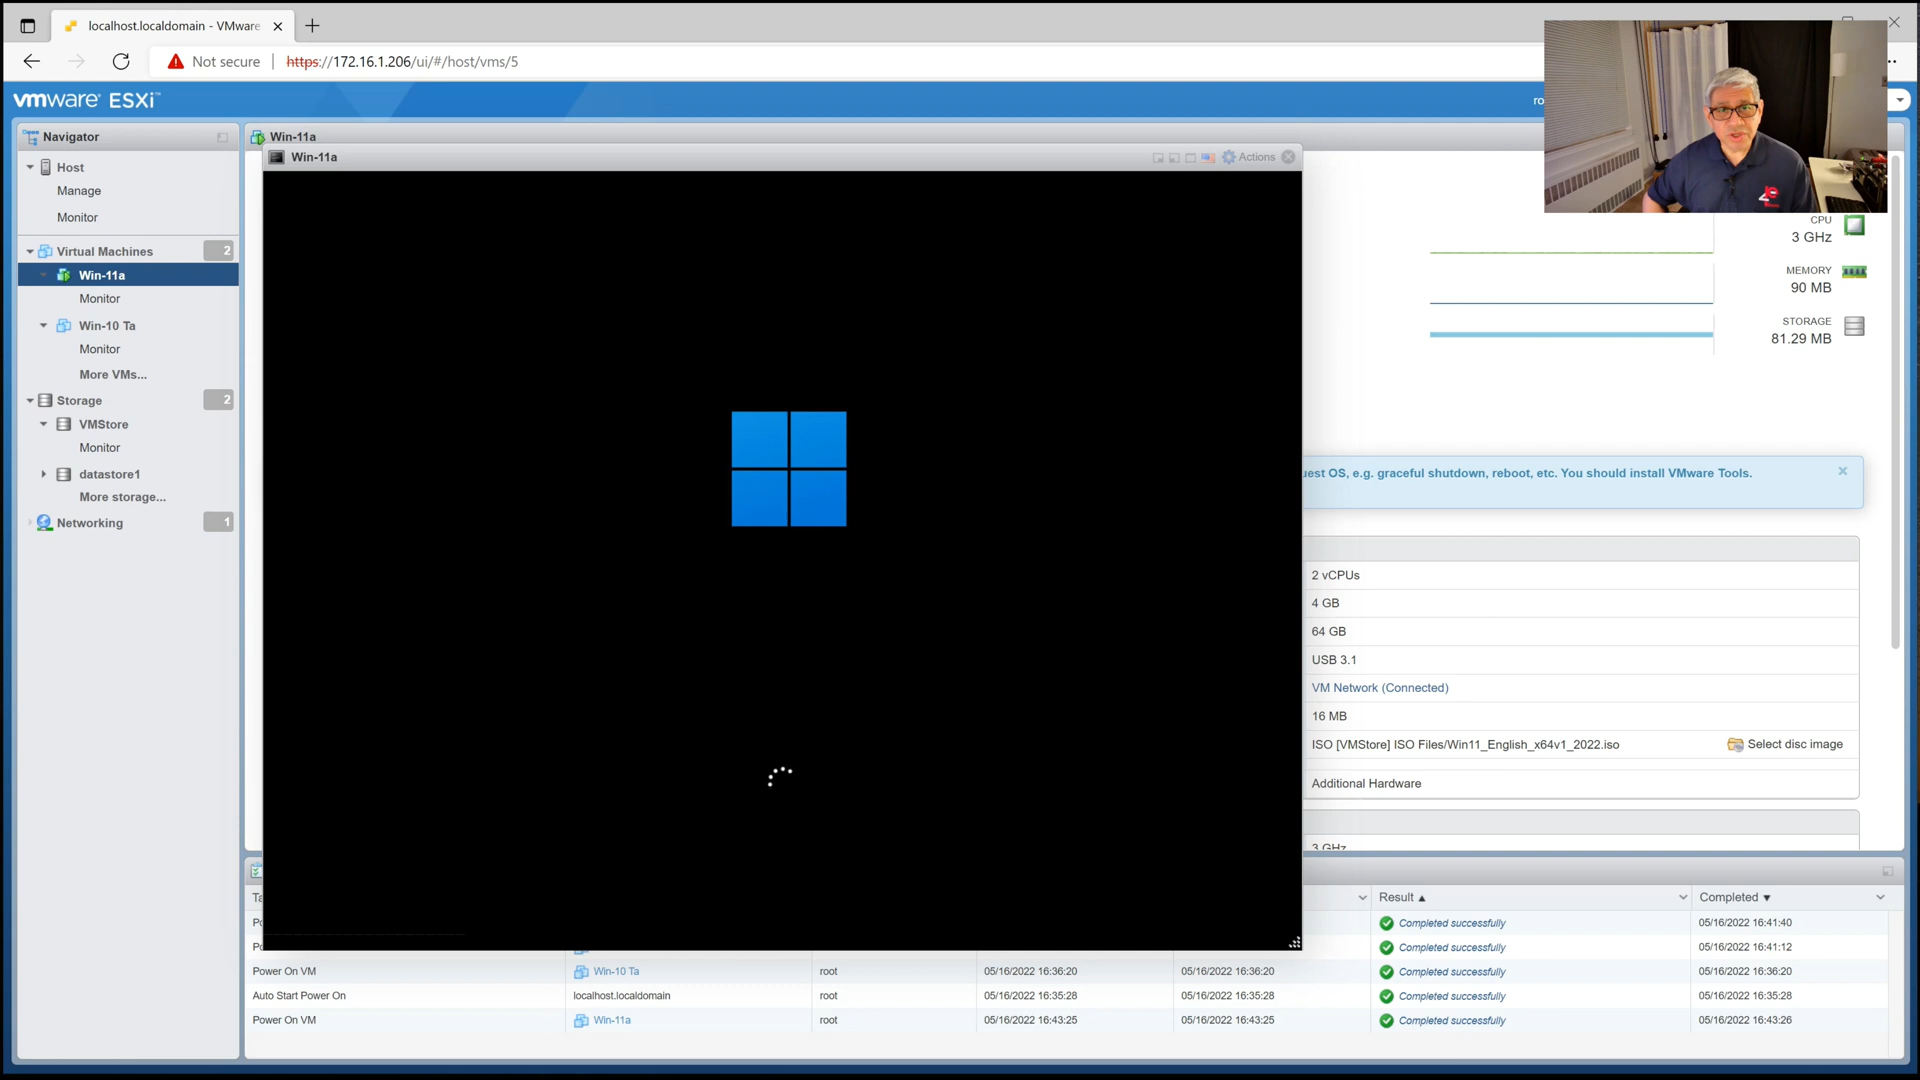 localhost.localdomain - VMware
Not secure
https://172.16.1.206/ui/#/host/vms/5
vmware ESXi™
Navigator
Host
Manage
Monitor
Virtual Machines 2
Win-11a
Monitor
Win-10 Ta
Monitor
More VMs...
Storage 2
VMStore
Monitor
datastore1
More storage...
Networking 1
Win-11a
Win-11a
Actions
CPU
3 GHz
MEMORY
90 MB
STORAGE
81.29 MB
OS, e.g. graceful shutdown, reboot, etc. You should install VMware Tools.
2 vCPUs
4 GB
64 GB
USB 3.1
VM Network (Connected)
16 MB
ISO [VMStore] ISO Files/Win11_English_x64v1_2022.iso Select disc image
Additional Hardware
3 GHz
Result ▲ Completed ▼
Completed successfully 05/16/2022 16:41:40
Completed successfully 05/16/2022 16:41:12
Power On VM Win-10 Ta root 05/16/2022 16:36:20 05/16/2022 16:36:20 Completed successfully 05/16/2022 16:36:20
Auto Start Power On localhost.localdomain root 05/16/2022 16:35:28 05/16/2022 16:35:28 Completed successfully 05/16/2022 16:35:28
Power On VM Win-11a root 05/16/2022 16:43:25 05/16/2022 16:43:25 Completed successfully 05/16/2022 16:43:26